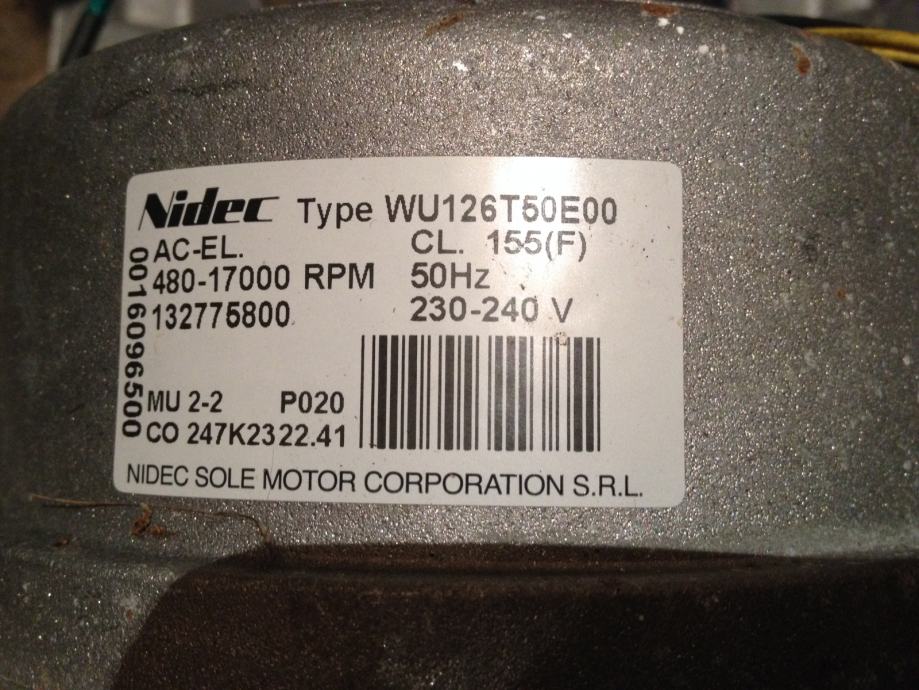 Nidec Type WU126T50E00
AC-EL. CL. 155(F)
480-17000 RPM 50Hz
132775800 230-240 V
0016096500
MU 2-2 P020
CO 247K2322.41
NIDEC SOLE MOTOR CORPORATION S.R.L.